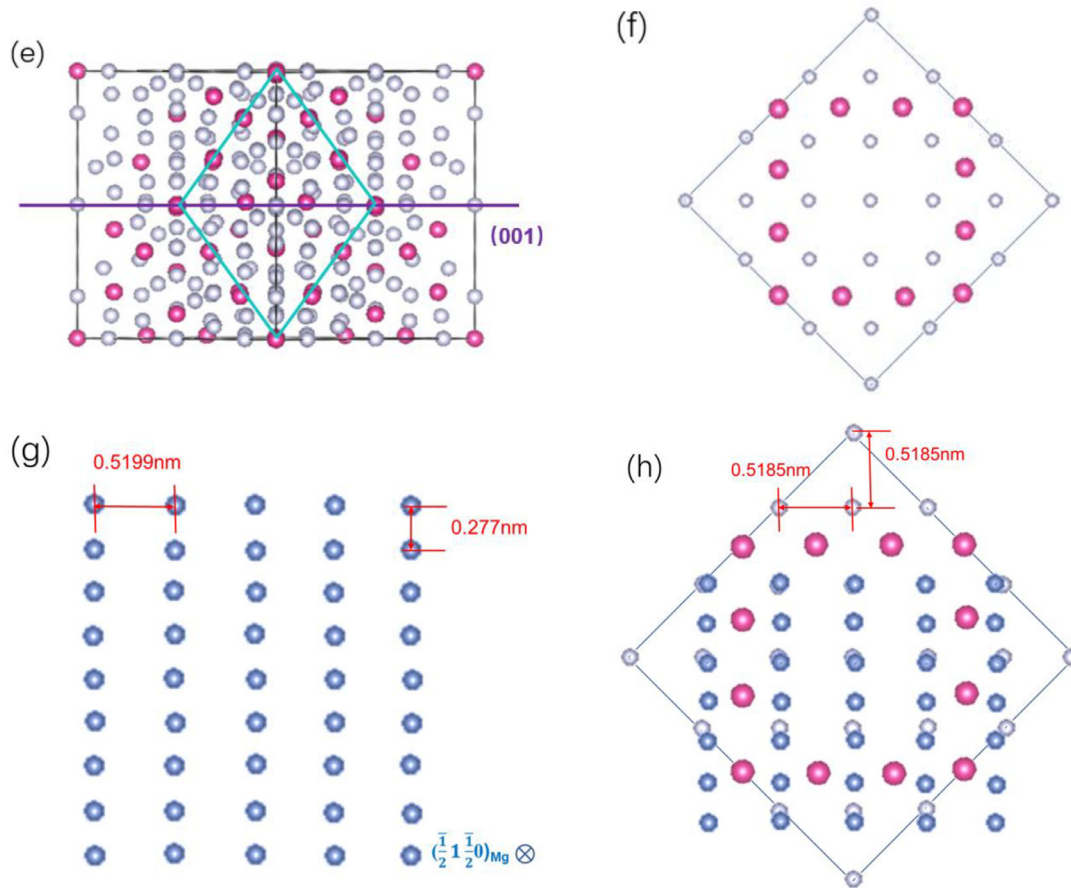 (e)
(f)
(001)
(g)
0.5199nm
0.277nm
(1̅/2 1 1̅/2 0)Mg ⊗
(h)
0.5185nm
0.5185nm